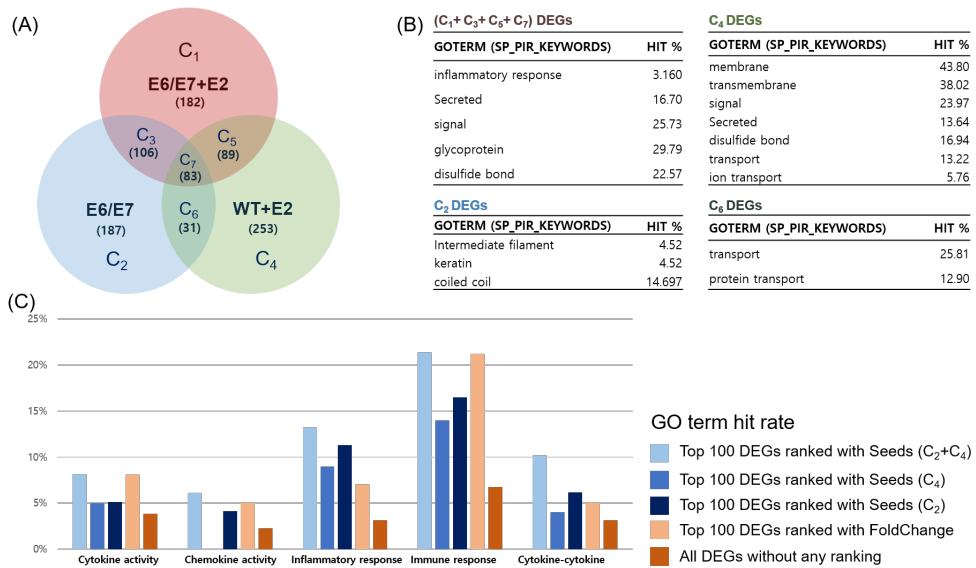 (A)
C1
E6/E7+E2
(182)
C3
(106)
C5
(89)
C7
(83)
E6/E7
(187)
C2
C6
(31)
WT+E2
(253)
C4
(B)
(C1+ C3+ C5+ C7) DEGs
GOTERM (SP_PIR_KEYWORDS) HIT %
inflammatory response 3.160
Secreted 16.70
signal 25.73
glycoprotein 29.79
disulfide bond 22.57
C4 DEGs
GOTERM (SP_PIR_KEYWORDS) HIT %
membrane 43.80
transmembrane 38.02
signal 23.97
Secreted 13.64
disulfide bond 16.94
transport 13.22
ion transport 5.76
C2 DEGs
GOTERM (SP_PIR_KEYWORDS) HIT %
Intermediate filament 4.52
keratin 4.52
coiled coil 14.697
C6 DEGs
GOTERM (SP_PIR_KEYWORDS) HIT %
transport 25.81
protein transport 12.90
(C)
25%
20%
15%
10%
5%
0%
Cytokine activity Chemokine activity Inflammatory response Immune response Cytokine-cytokine
GO term hit rate
Top 100 DEGs ranked with Seeds (C2+C4)
Top 100 DEGs ranked with Seeds (C4)
Top 100 DEGs ranked with Seeds (C2)
Top 100 DEGs ranked with FoldChange
All DEGs without any ranking